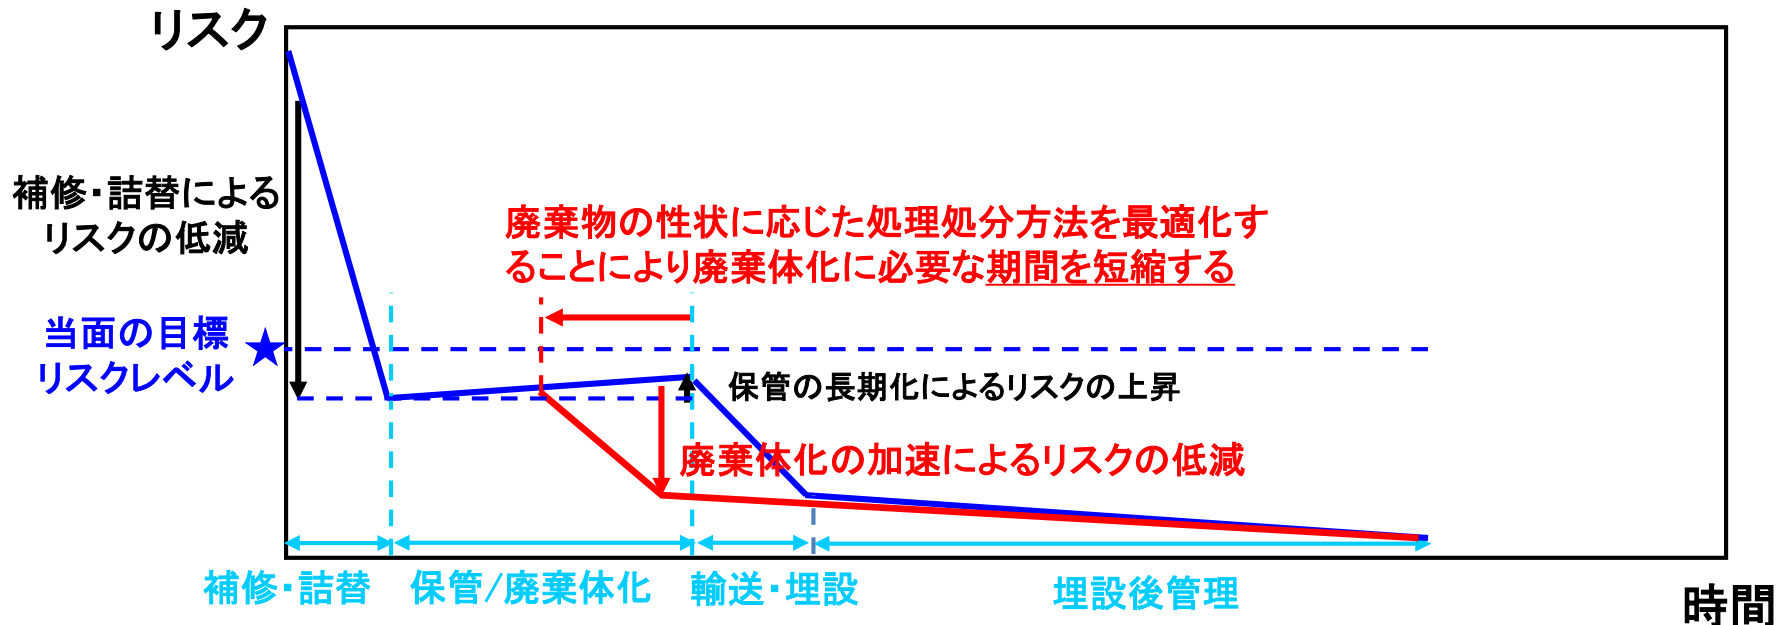 リスク
補修・詰替による
リスクの低減
廃棄物の性状に応じた処理処分方法を最適化す
ることにより廃棄体化に必要な期間を短縮する
当面の目標
リスクレベル
保管の長期化によるリスクの上昇
廃棄体化の加速によるリスクの低減
補修・詰替
保管/廃棄体化
輸送・埋設
埋設後管理
時間